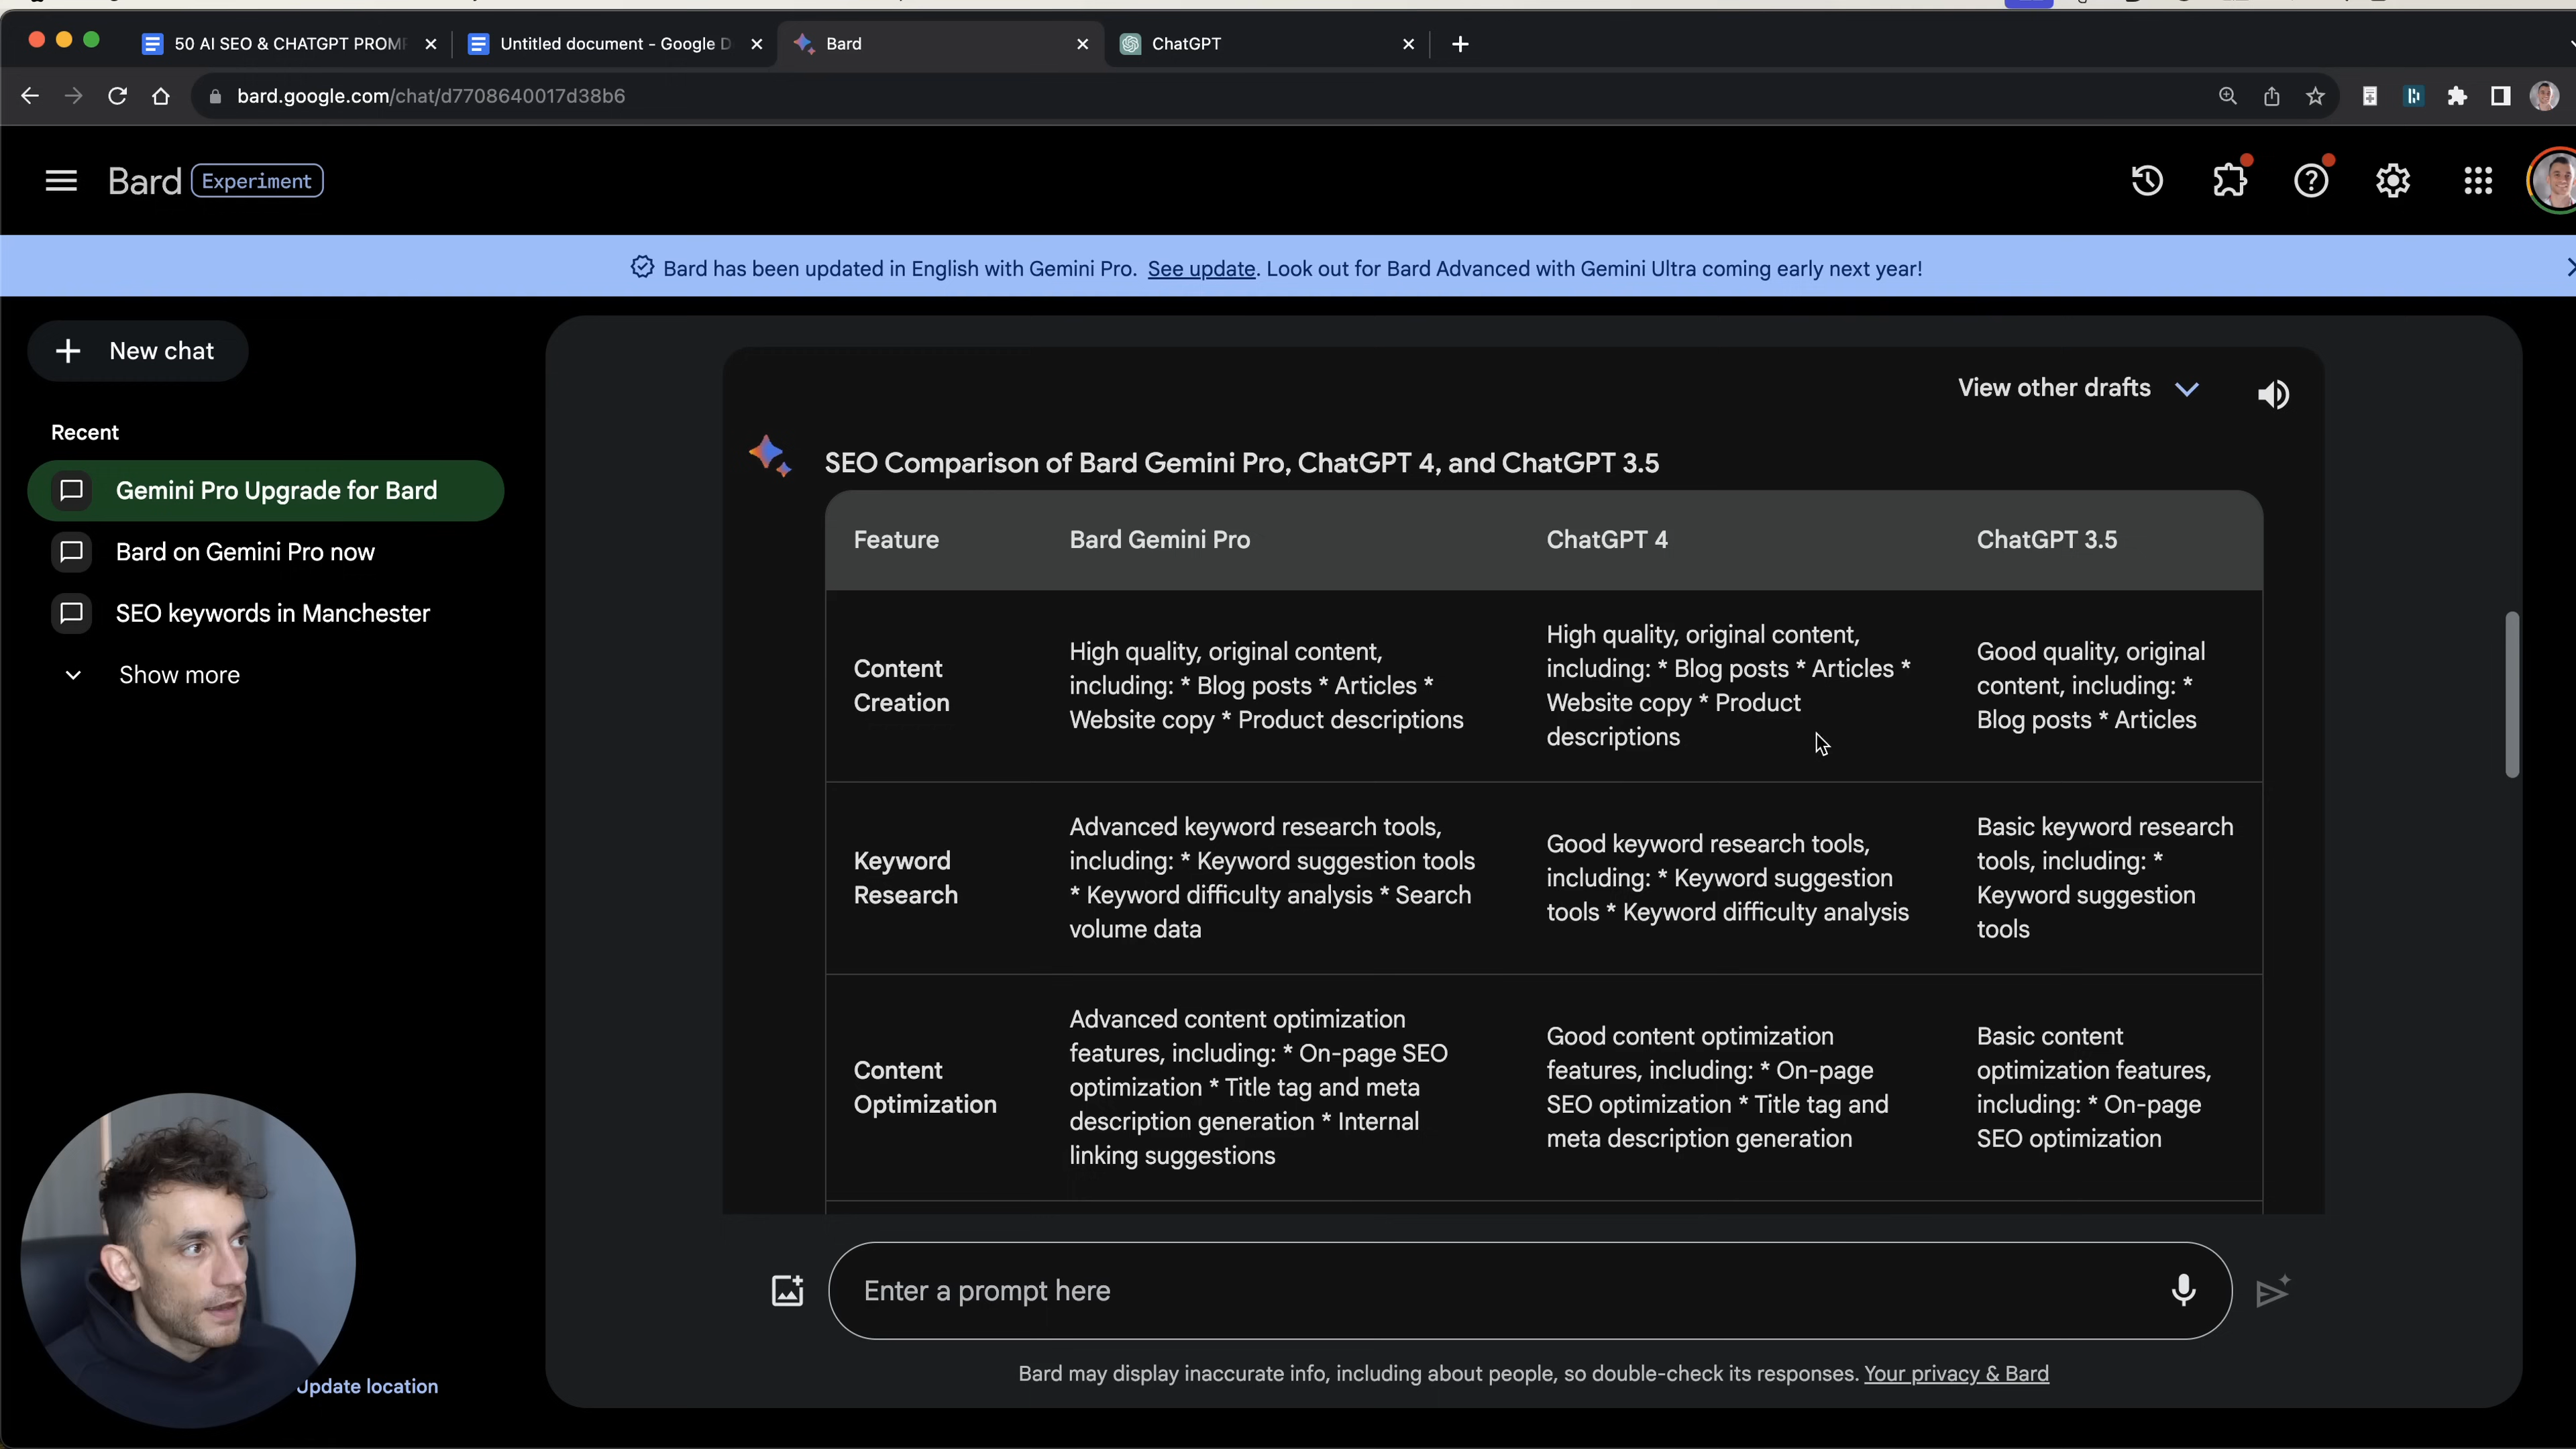 50 AI SEO & CHATGPT PROM
Untitled document - Google D
Bard
ChatGPT
bard.google.com/chat/d7708640017d38b6
Bard Experiment
Bard has been updated in English with Gemini Pro. See update. Look out for Bard Advanced with Gemini Ultra coming early next year!
New chat
Recent
Gemini Pro Upgrade for Bard
Bard on Gemini Pro now
SEO keywords in Manchester
Show more
Update location
View other drafts
SEO Comparison of Bard Gemini Pro, ChatGPT 4, and ChatGPT 3.5
Feature
Bard Gemini Pro
ChatGPT 4
ChatGPT 3.5
Content
Creation
High quality, original content,
including: * Blog posts * Articles *
Website copy * Product descriptions
High quality, original content,
including: * Blog posts * Articles *
Website copy * Product
descriptions
Good quality, original
content, including: *
Blog posts * Articles
Keyword
Research
Advanced keyword research tools,
including: * Keyword suggestion tools
* Keyword difficulty analysis * Search
volume data
Good keyword research tools,
including: * Keyword suggestion
tools * Keyword difficulty analysis
Basic keyword research
tools, including: *
Keyword suggestion
tools
Content
Optimization
Advanced content optimization
features, including: * On-page SEO
optimization * Title tag and meta
description generation * Internal
linking suggestions
Good content optimization
features, including: * On-page
SEO optimization * Title tag and
meta description generation
Basic content
optimization features,
including: * On-page
SEO optimization
Enter a prompt here
Bard may display inaccurate info, including about people, so double-check its responses. Your privacy & Bard